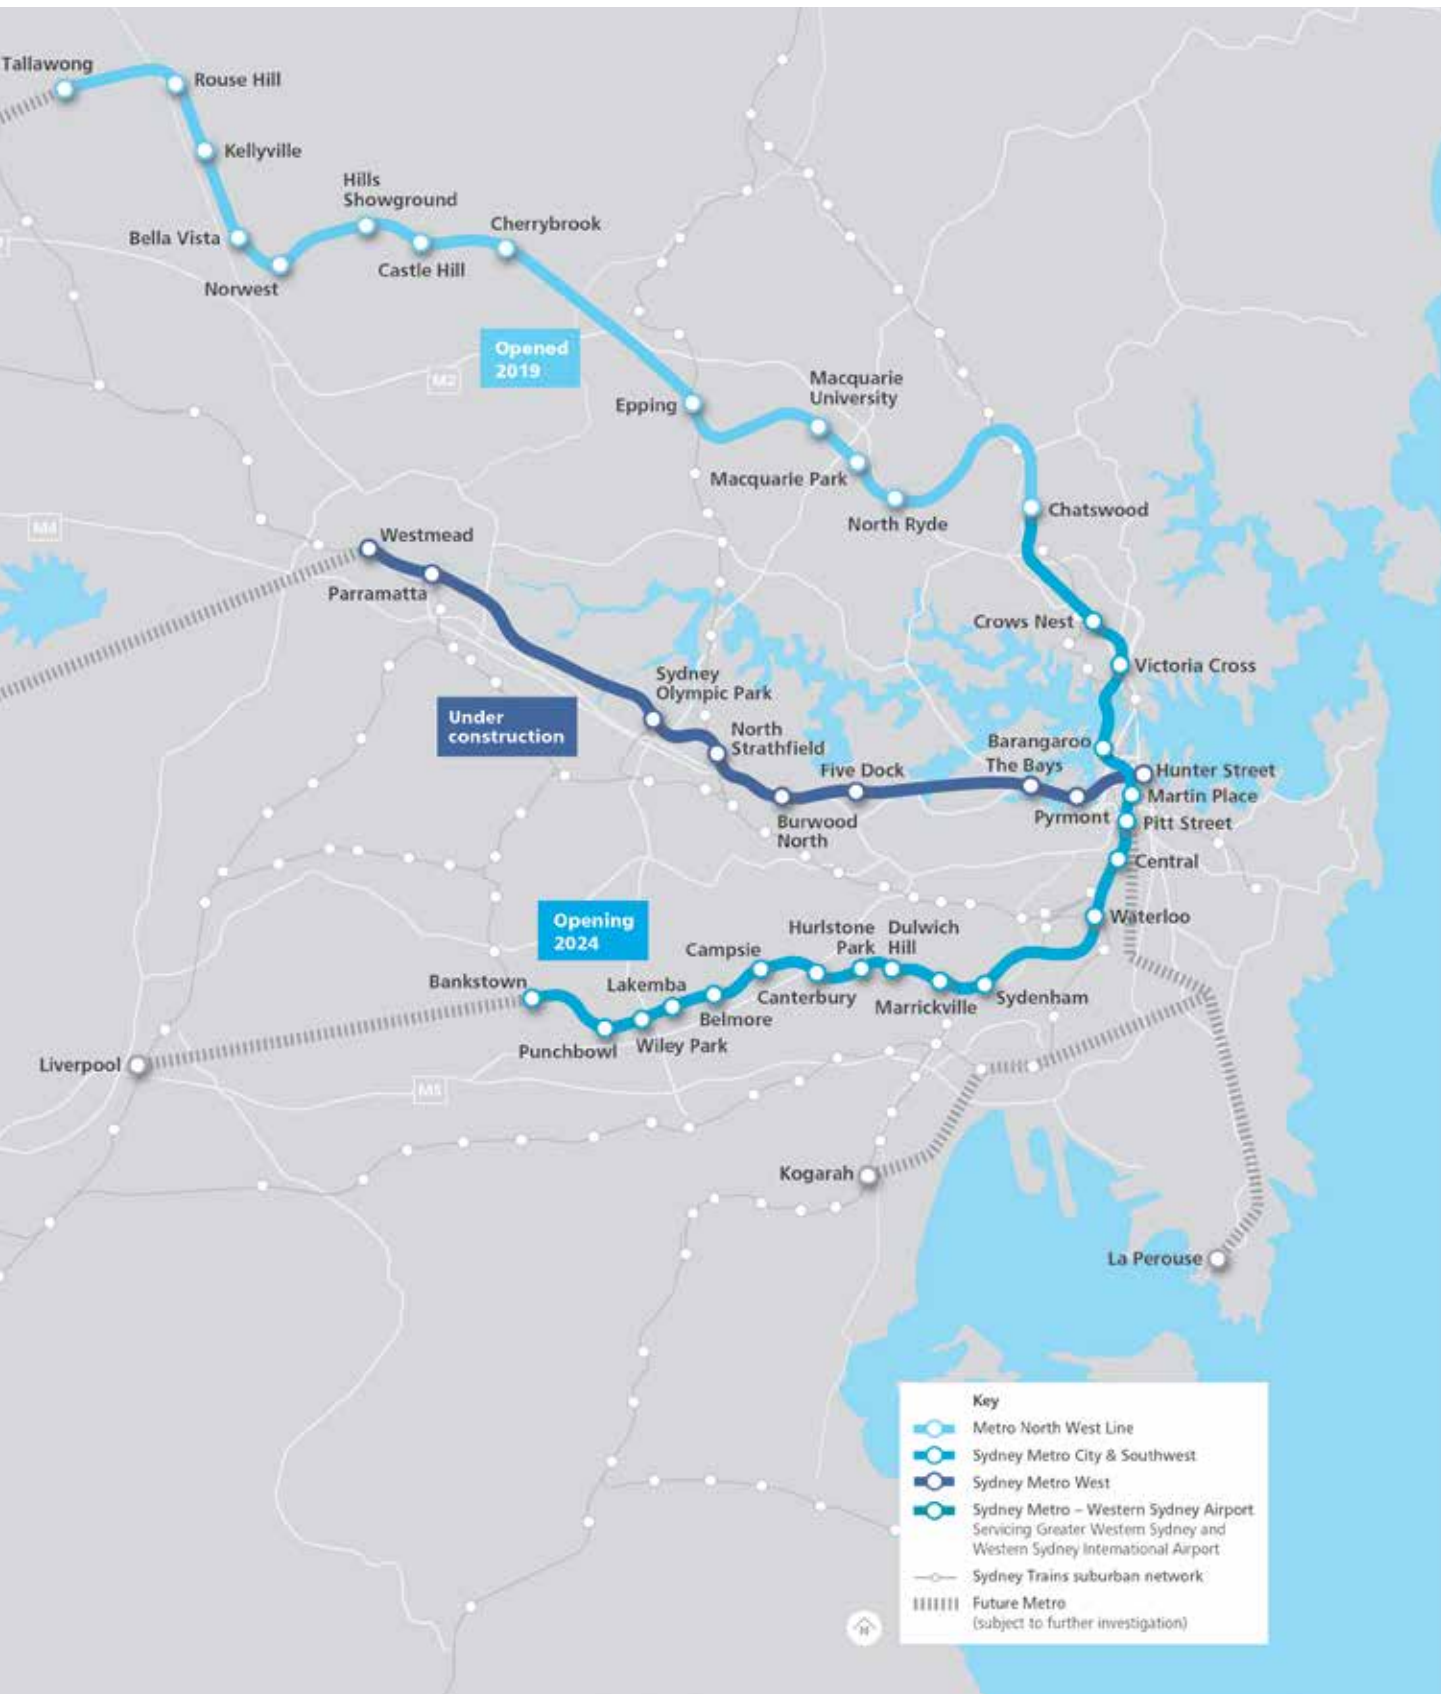 Tallawong
Rouse Hill
Kellyville
Hills
Showground
Cherrybrook
Bella Vista
Castle Hill
Norwest
Opened
2019
M2
Macquarie
University
Epping
Macquarie Park
North Ryde
Chatswood
M4
Westmead
Parramatta
Crows Nest
Victoria Cross
Sydney
Olympic Park
Under
construction
North
Strathfield
Barangaroo
The Bays
Five Dock
Hunter Street
Martin Place
Pyrmont
Pitt Street
Burwood
North
Central
Opening
2024
Waterloo
Hurlstone
Park
Dulwich
Hill
Campsie
Bankstown
Lakemba
Canterbury
Sydenham
Marrickville
Belmore
Punchbowl
Wiley Park
Liverpool
M5
Kogarah
La Perouse
Key
Metro North West Line
Sydney Metro City & Southwest
Sydney Metro West
Sydney Metro – Western Sydney Airport
Servicing Greater Western Sydney and
Western Sydney International Airport
Sydney Trains suburban network
Future Metro
(subject to further investigation)
N